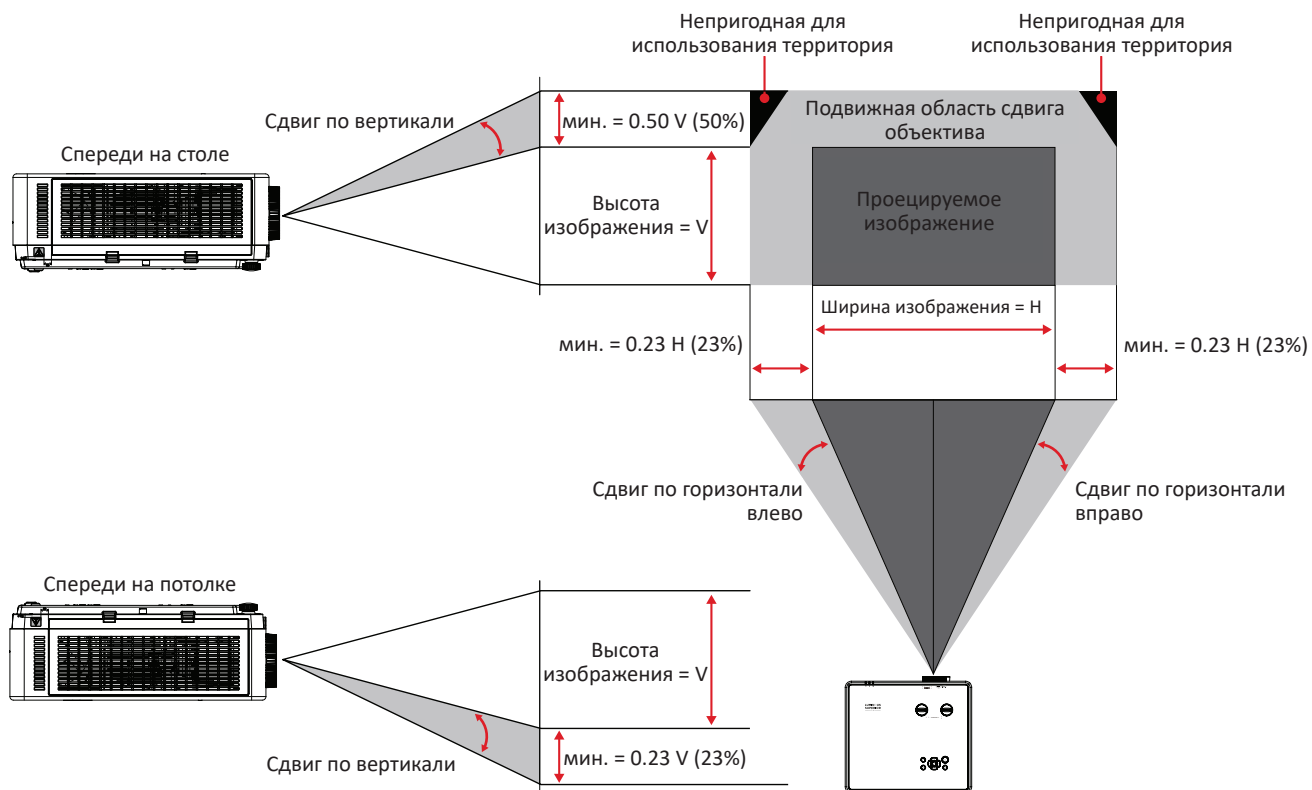 Непригодная для
использования территория
Непригодная для
использования территория
Сдвиг по вертикали
мин. = 0.50 V (50%)
Подвижная область сдвига
объектива
Спереди на столе
Высота
изображения = V
Проецируемое
изображение
Ширина изображения = H
мин. = 0.23 H (23%)
мин. = 0.23 H (23%)
Сдвиг по горизонтали
влево
Сдвиг по горизонтали
вправо
Спереди на потолке
Высота
изображения = V
Сдвиг по вертикали
мин. = 0.23 V (23%)